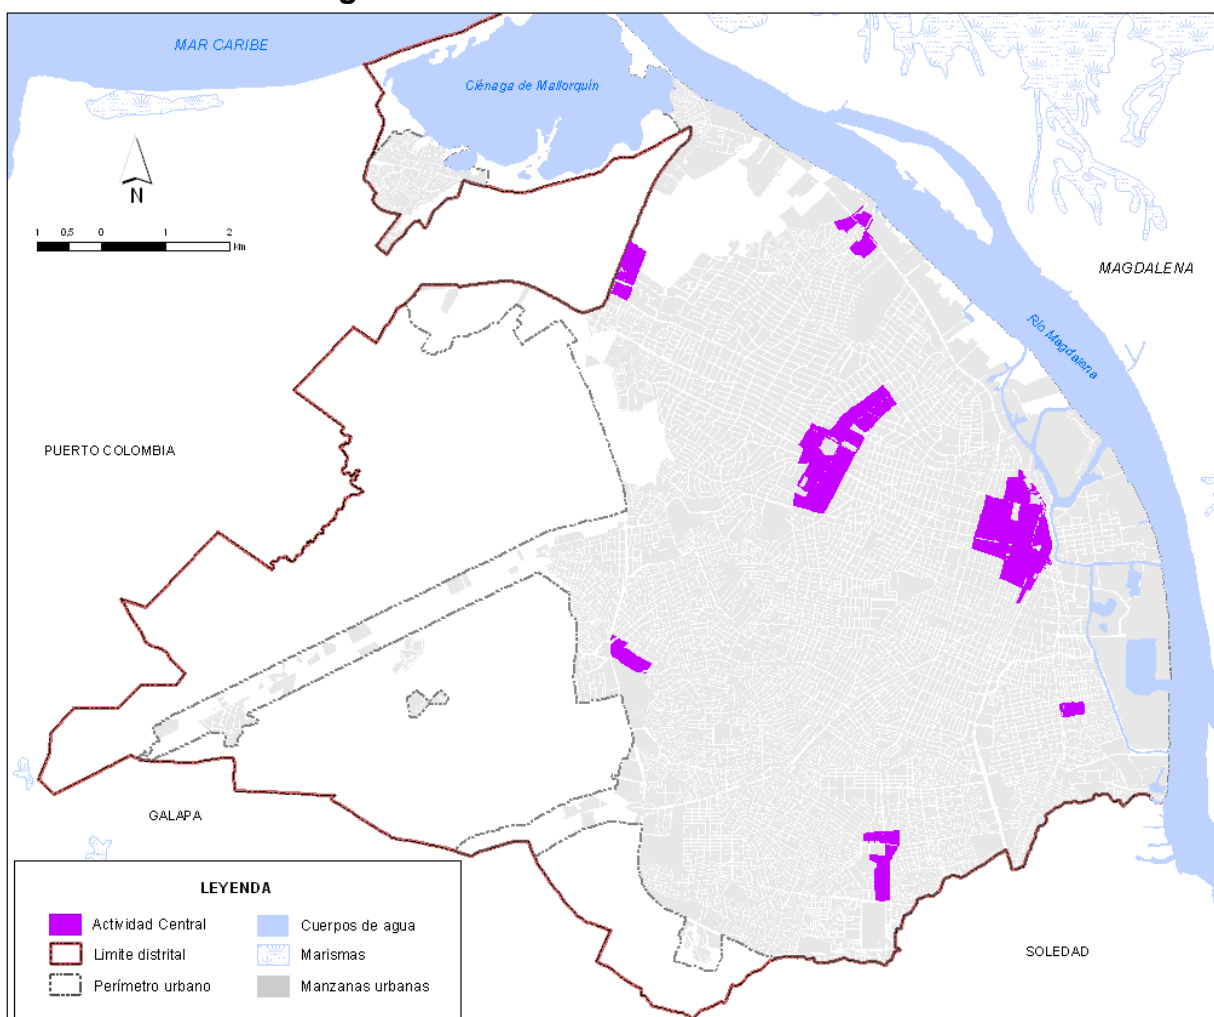 MAR CARIBE
Ciénaga de Mallorquín
N
1 0,5 0 1 2
Km
MAGDALENA
Río Magdalena
PUERTO COLOMBIA
GALAPA
SOLEDAD
LEYENDA
Actividad Central
Cuerpos de agua
Limite distrital
Marismas
Perímetro urbano
Manzanas urbanas